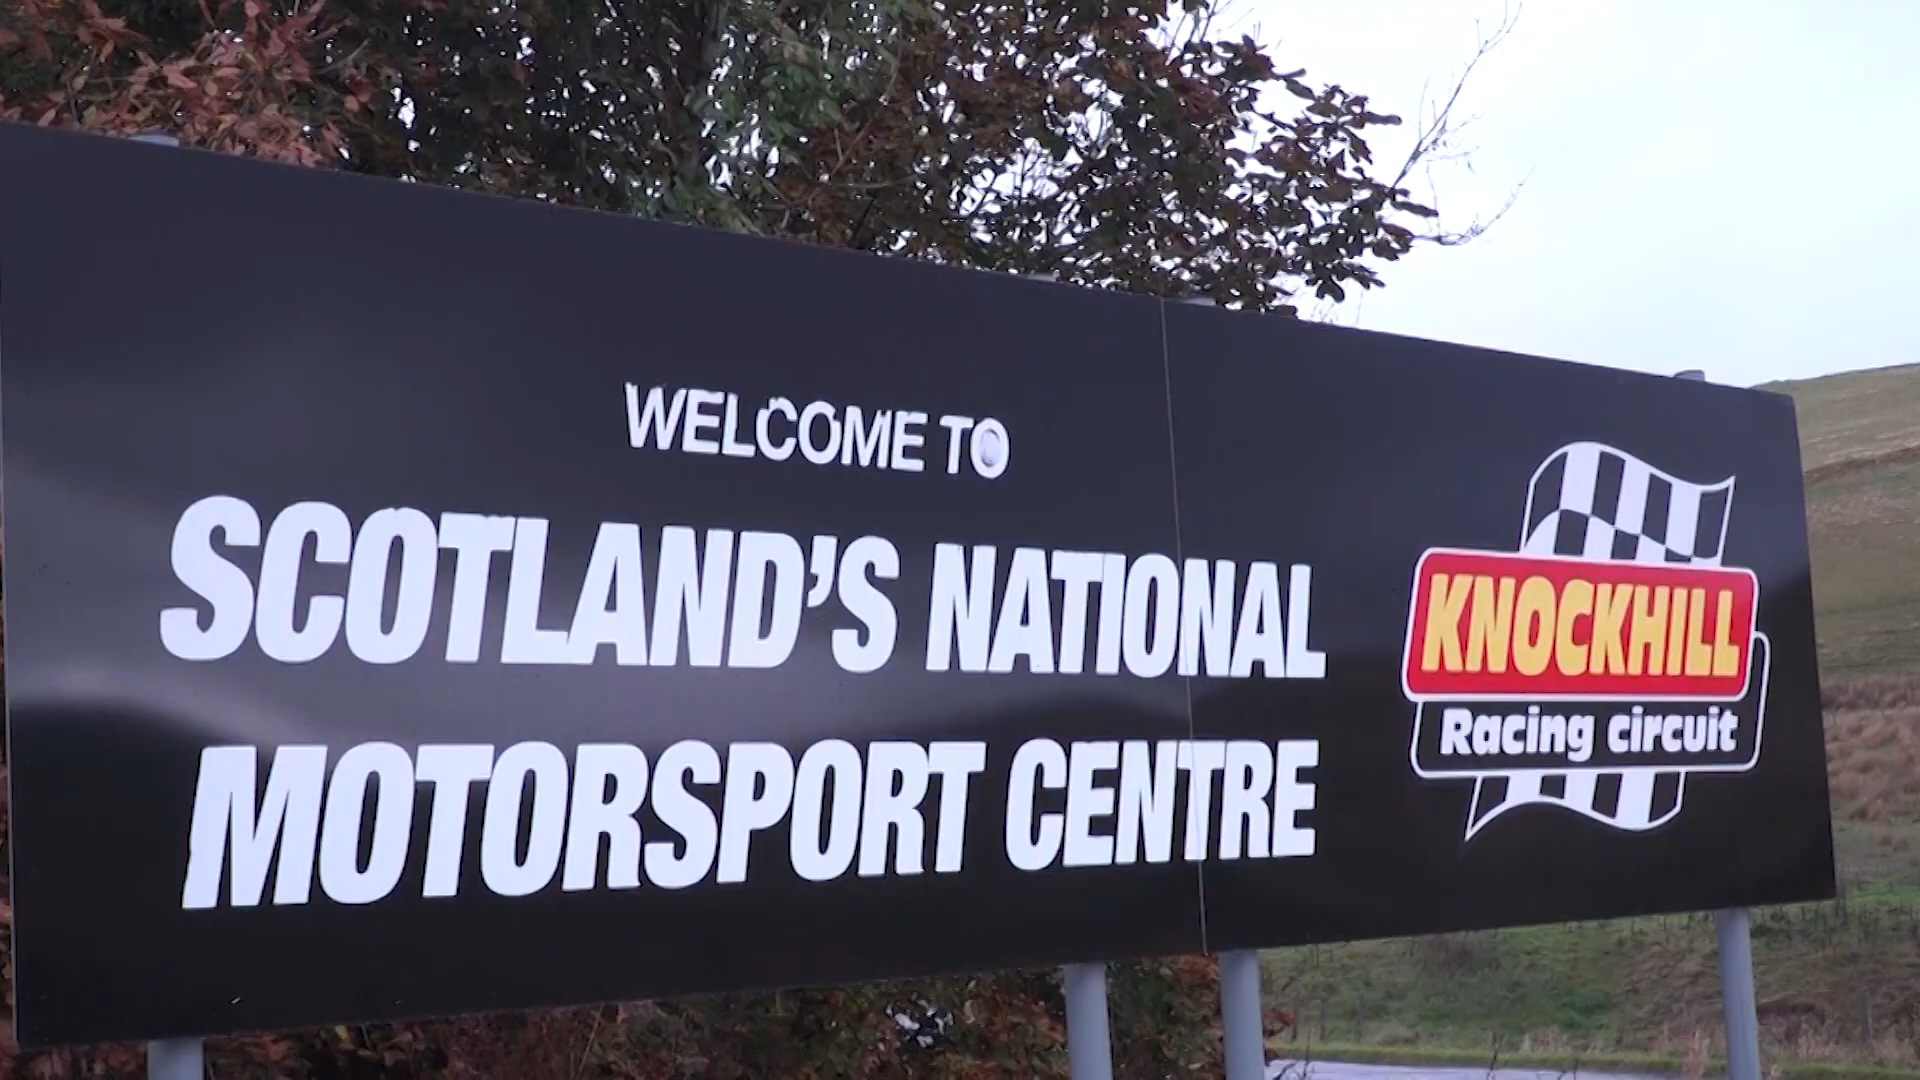 WELCOME TO
SCOTLAND'S NATIONAL
MOTORSPORT CENTRE
KNOCKHILL
Racing circuit